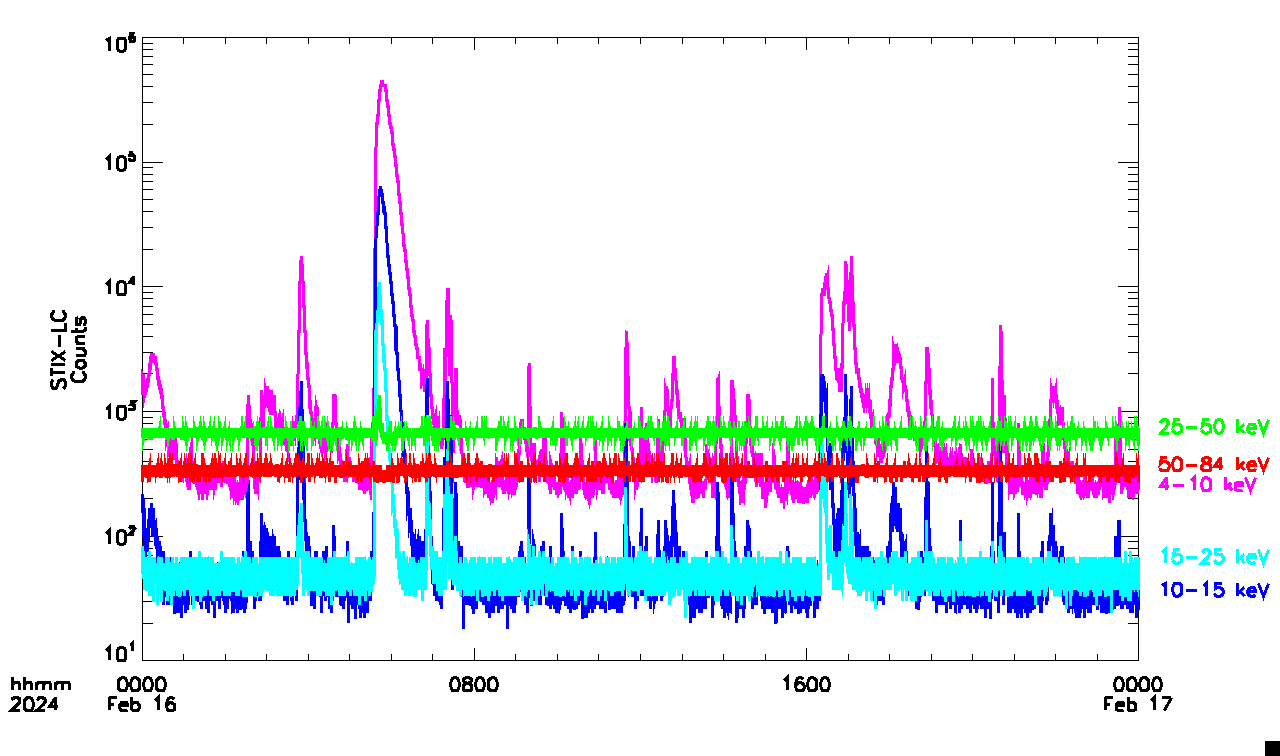 10^6
10^5
10^4
10^3
10^2
10^1
STIX-LC
Counts
25-50 keV
50-84 keV
4-10 keV
15-25 keV
10-15 keV
hhmm 0000 0800 1600 0000
2024 Feb 16 Feb 17